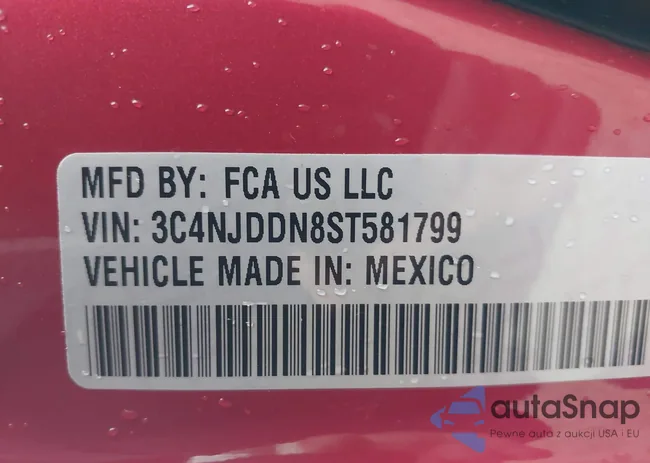 MFD BY: FCA US LLC
VIN: 3C4NJDDN8ST581799
VEHICLE MADE IN: MEXICO
autaSnap
Pewne auta z aukcji USA i EU